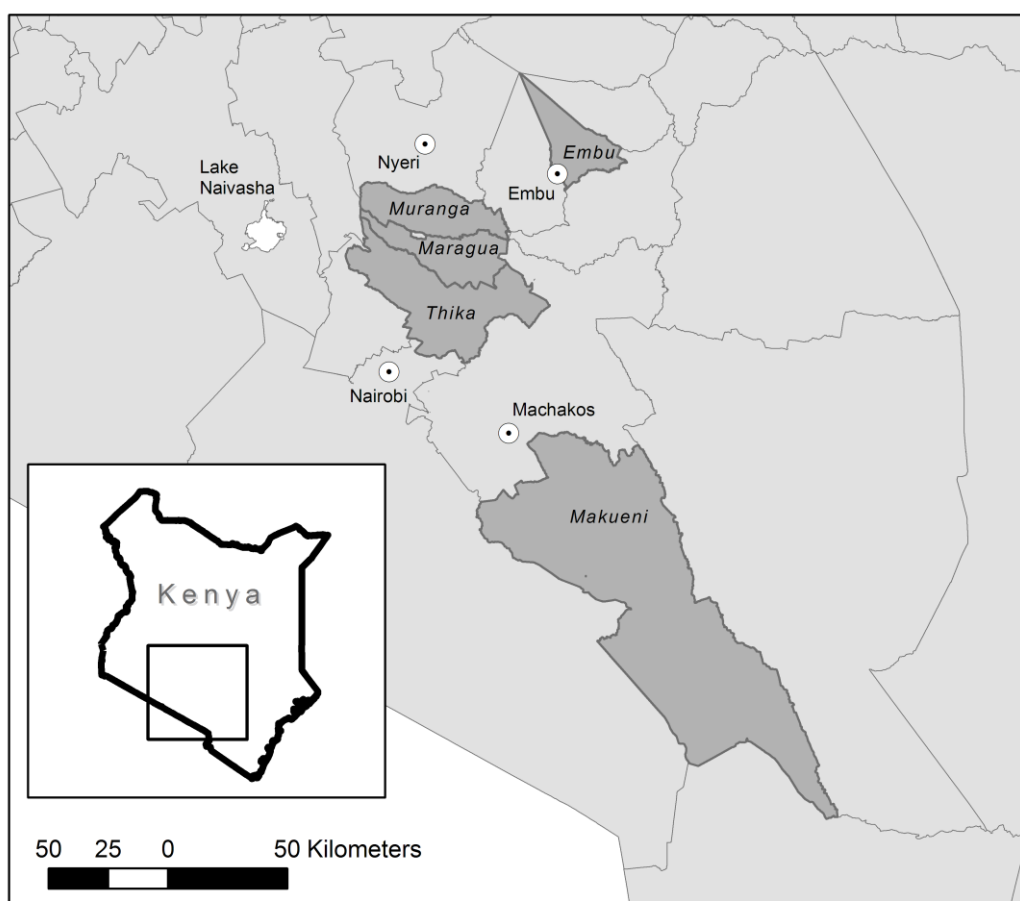 Nyeri
Lake
Naivasha
Embu
Embu
Muranga
Maragua
Thika
Nairobi
Machakos
Makueni
Kenya
50 25 0 50 Kilometers